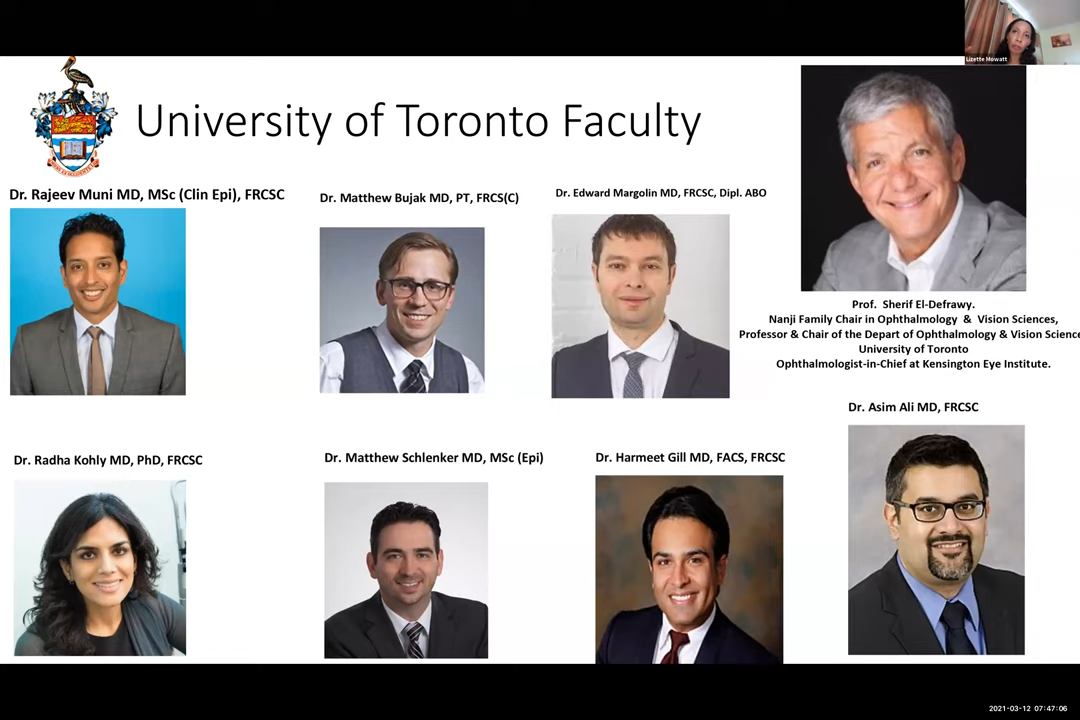 Lizette Mowatt
University of Toronto Faculty
Dr. Rajeev Muni MD, MSc (Clin Epi), FRCSC
Dr. Matthew Bujak MD, PT, FRCS(C)
Dr. Edward Margolin MD, FRCSC, Dipl. ABO
Prof. Sherif El-Defrawy.
Nanji Family Chair in Ophthalmology & Vision Sciences,
Professor & Chair of the Depart of Ophthalmology & Vision Science
University of Toronto
Ophthalmologist-in-Chief at Kensington Eye Institute.
Dr. Asim Ali MD, FRCSC
Dr. Radha Kohly MD, PhD, FRCSC
Dr. Matthew Schlenker MD, MSc (Epi)
Dr. Harmeet Gill MD, FACS, FRCSC
2021-03-12 07:47:06